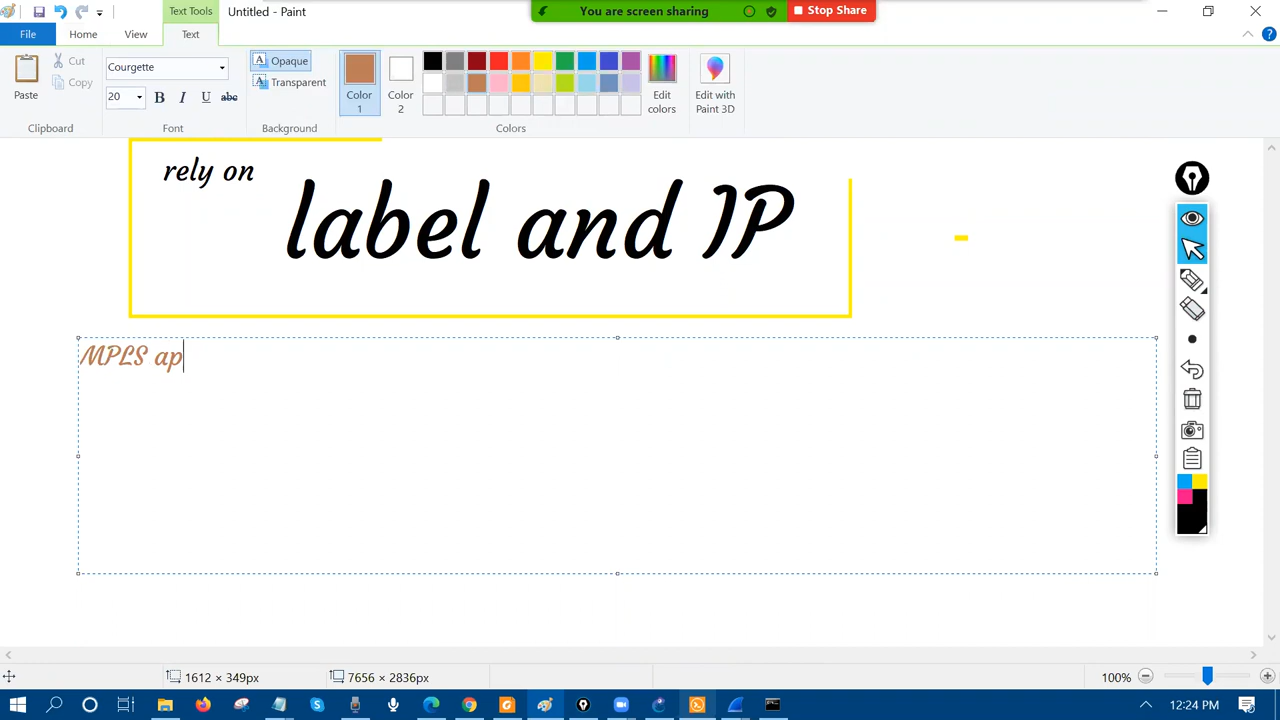 Text Tools
Untitled - Paint
You are screen sharing
Stop Share
File
Home
View
Text
Paste
Cut
Copy
Clipboard
Courgette
20
B I U abc
Font
Opaque
Transparent
Background
Color 1
Color 2
Edit colors
Colors
Edit with Paint 3D
rely on
label and IP
MPLS ap
1612 × 349px
7656 × 2836px
100%
12:24 PM